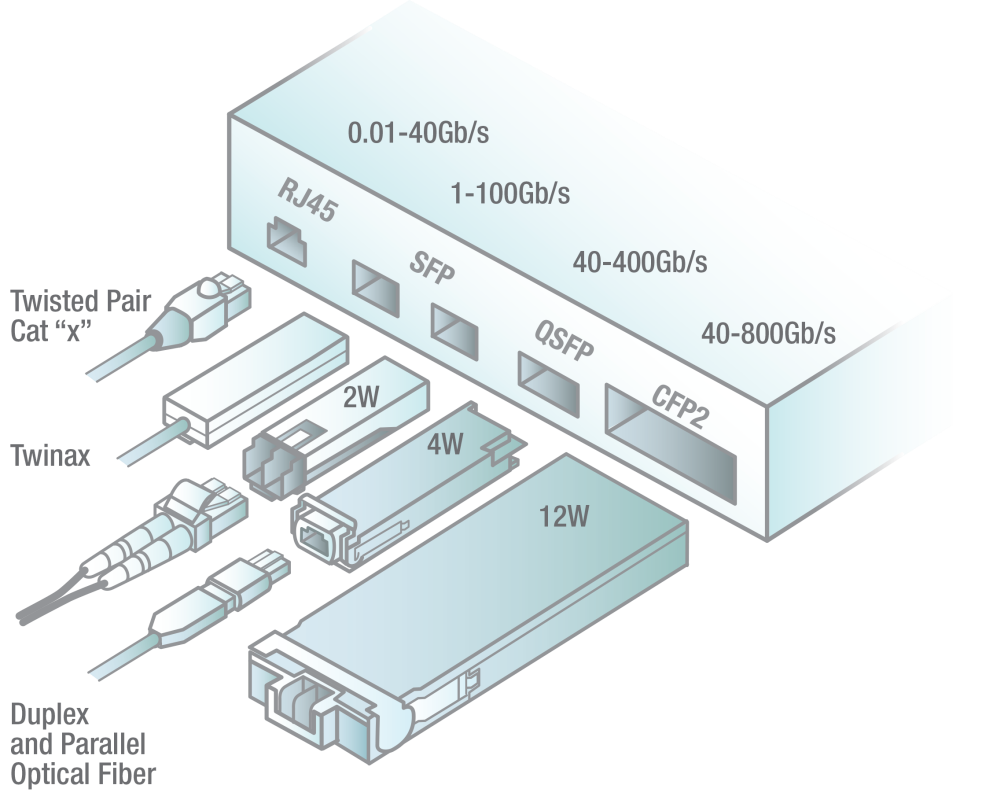 0.01-40Gb/s
1-100Gb/s
40-400Gb/s
40-800Gb/s
RJ45
SFP
QSFP
CFP2
Twisted Pair
Cat “x”
Twinax
2W
4W
12W
Duplex
and Parallel
Optical Fiber